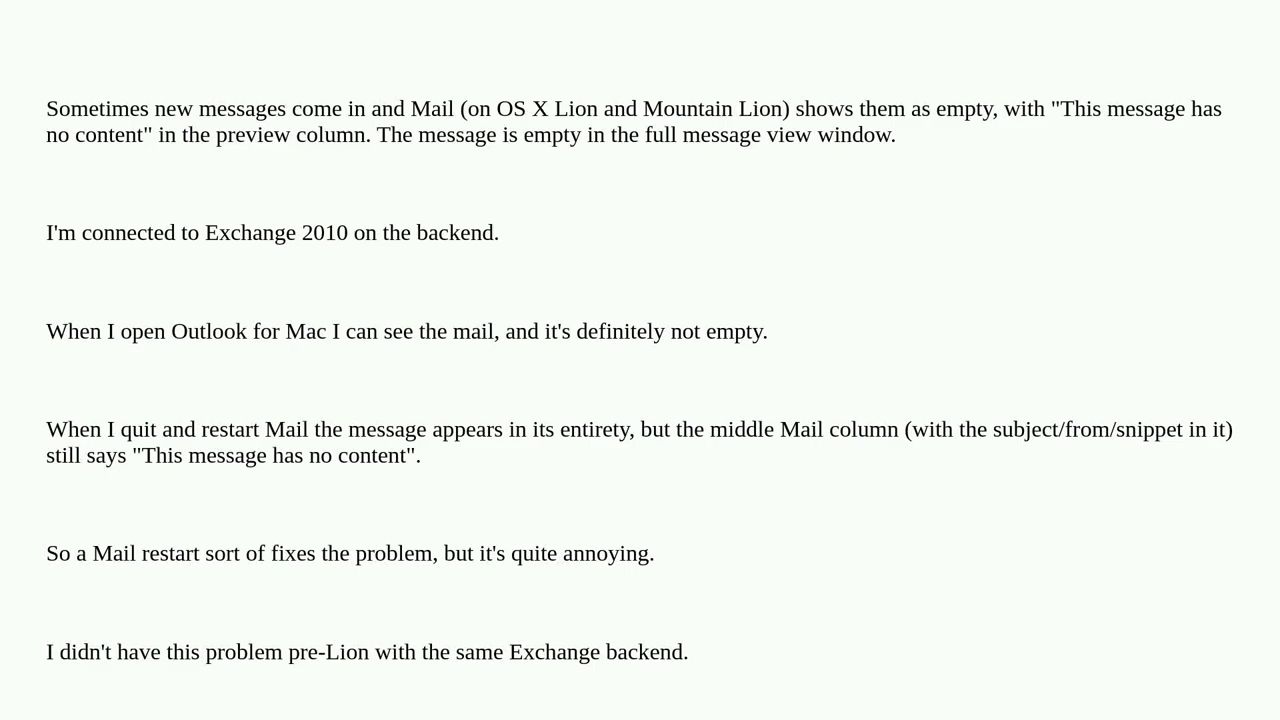 Sometimes new messages come in and Mail (on OS X Lion and Mountain Lion) shows them as empty, with "This message has
no content" in the preview column. The message is empty in the full message view window.
I'm connected to Exchange 2010 on the backend.
When I open Outlook for Mac I can see the mail, and it's definitely not empty.
When I quit and restart Mail the message appears in its entirety, but the middle Mail column (with the subject/from/snippet in it)
still says "This message has no content".
So a Mail restart sort of fixes the problem, but it's quite annoying.
I didn't have this problem pre-Lion with the same Exchange backend.